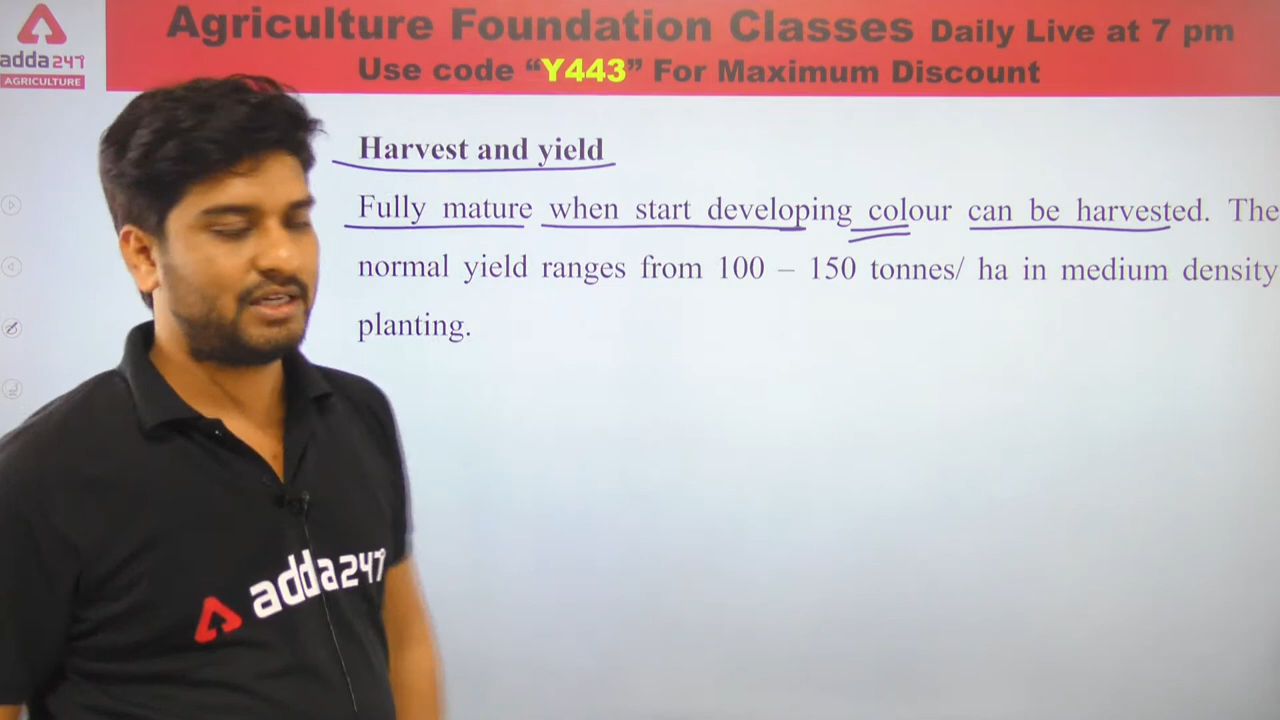 Agriculture Foundation Classes Daily Live at 7 pm
adda247
AGRICULTURE
Use code “Y443” For Maximum Discount
Harvest and yield
Fully mature when start developing colour can be harvested. The
normal yield ranges from 100 – 150 tonnes/ ha in medium density
planting.
adda247